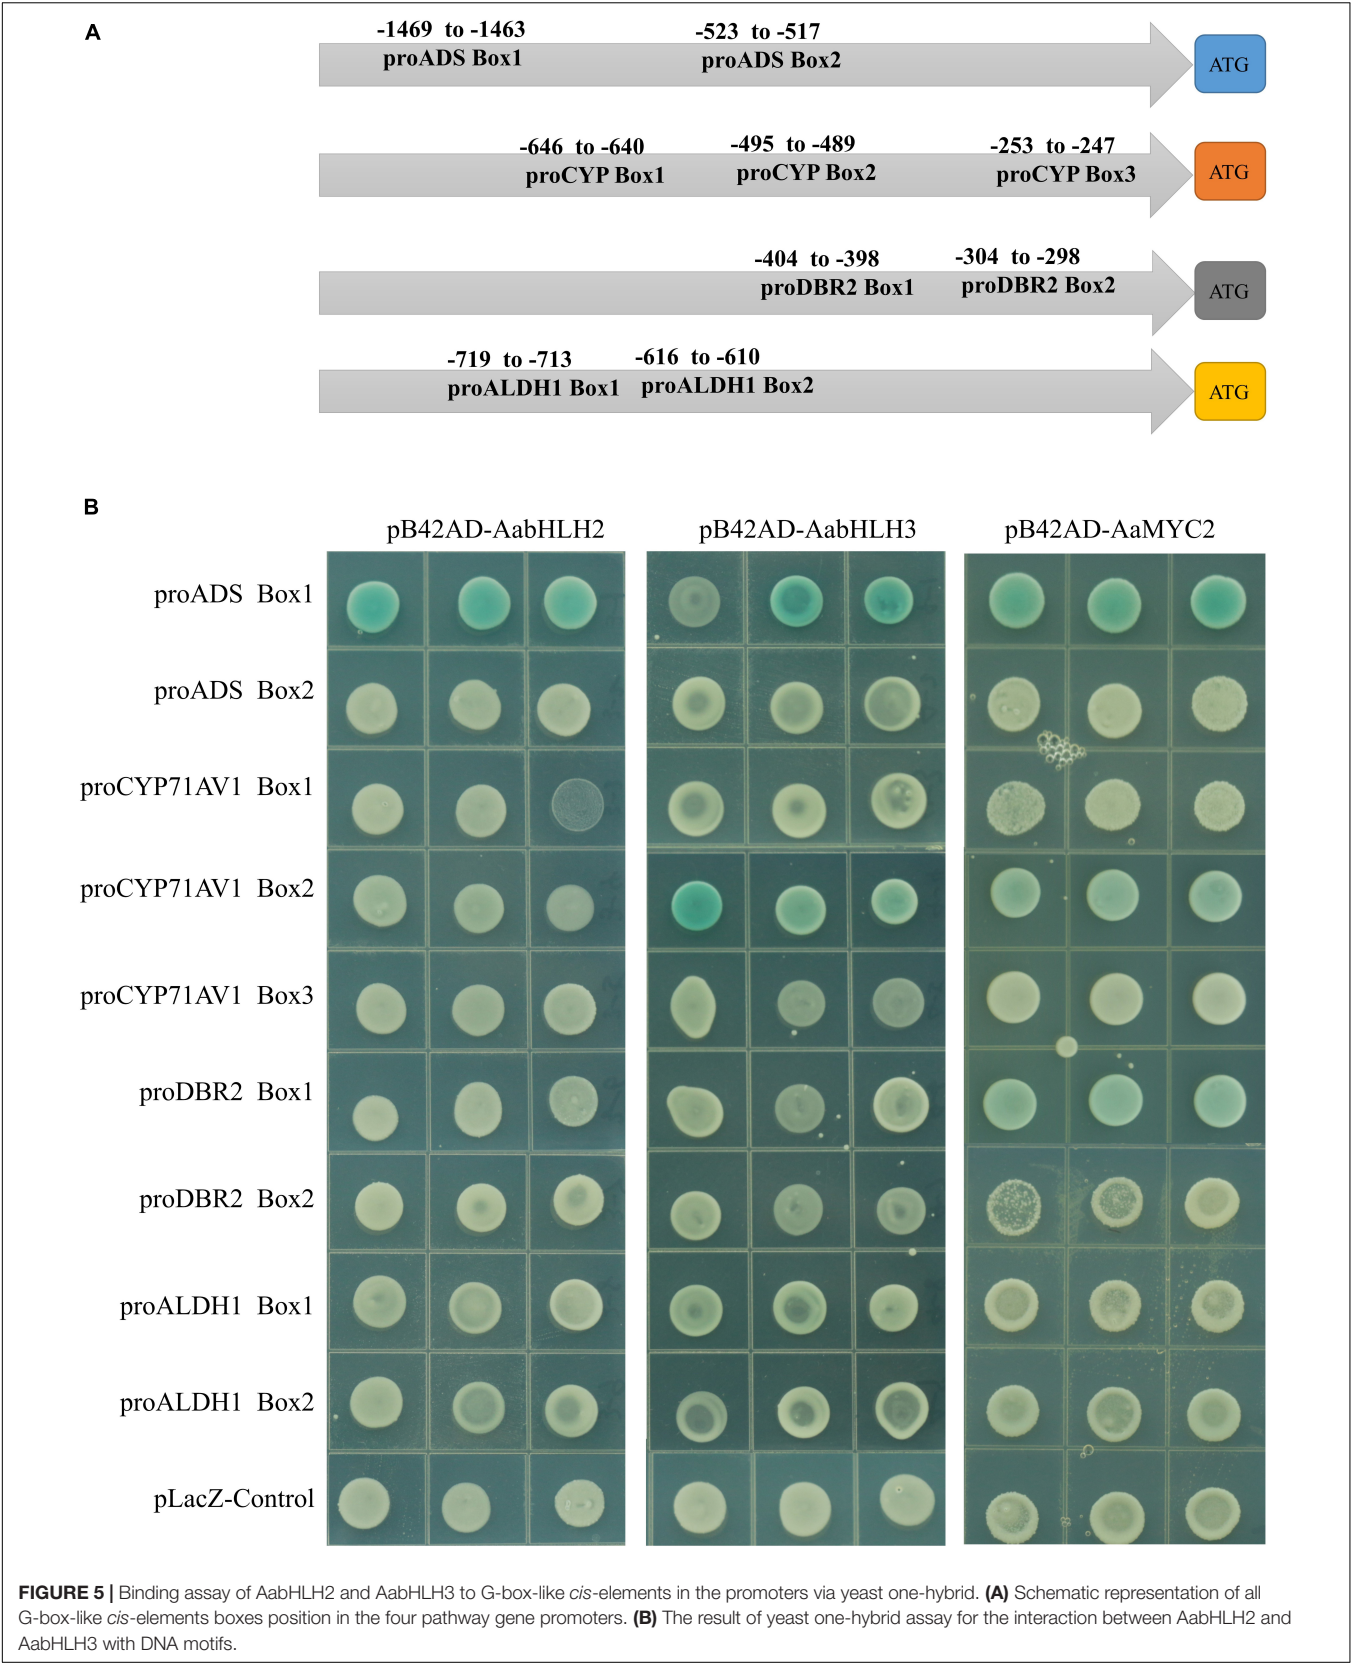 A
-1469 to -1463
proADS Box1
-523 to -517
proADS Box2
ATG
-646 to -640
proCYP Box1
-495 to -489
proCYP Box2
-253 to -247
proCYP Box3
ATG
-404 to -398
proDBR2 Box1
-304 to -298
proDBR2 Box2
ATG
-719 to -713
proALDH1 Box1
-616 to -610
proALDH1 Box2
ATG
B
pB42AD-AabHLH2
pB42AD-AabHLH3
pB42AD-AaMYC2
proADS Box1
proADS Box2
proCYP71AV1 Box1
proCYP71AV1 Box2
proCYP71AV1 Box3
proDBR2 Box1
proDBR2 Box2
proALDH1 Box1
proALDH1 Box2
pLacZ-Control
FIGURE 5 | Binding assay of AabHLH2 and AabHLH3 to G-box-like cis-elements in the promoters via yeast one-hybrid. (A) Schematic representation of all
G-box-like cis-elements boxes position in the four pathway gene promoters. (B) The result of yeast one-hybrid assay for the interaction between AabHLH2 and
AabHLH3 with DNA motifs.